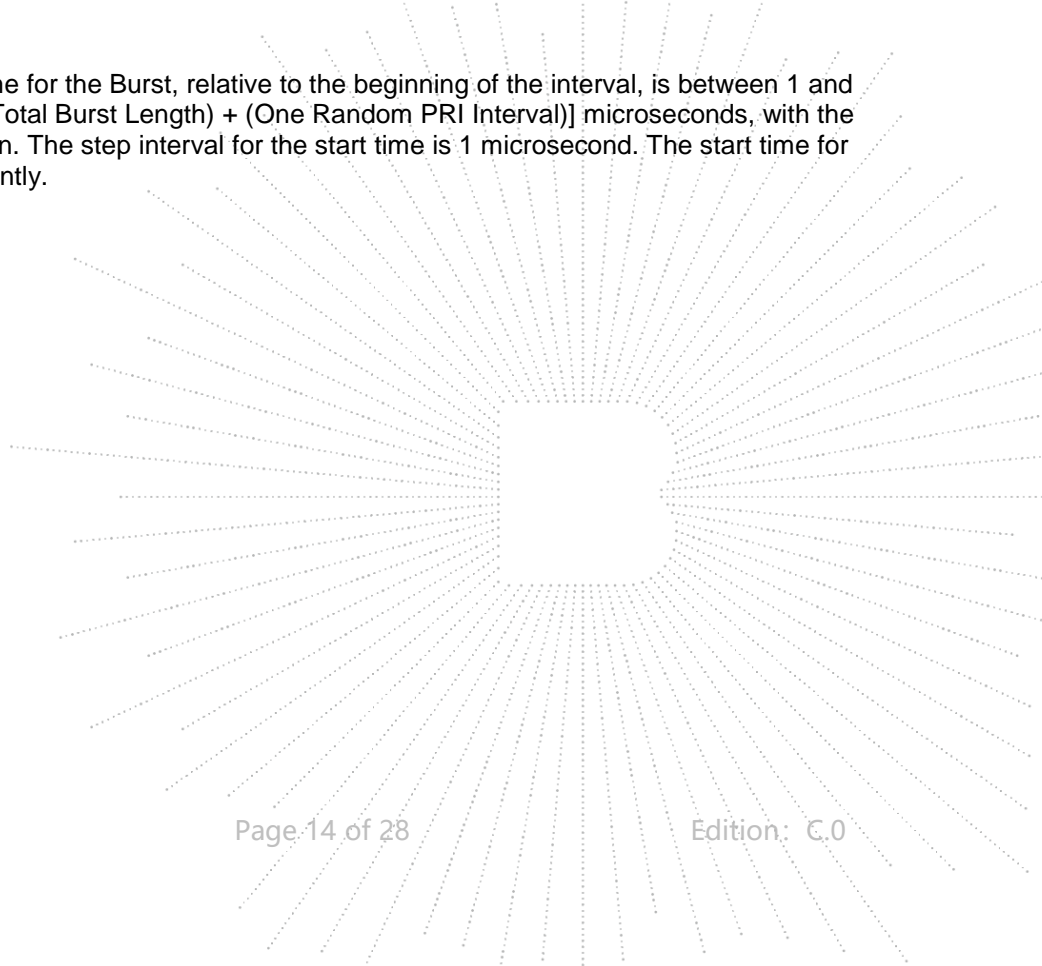 e for the Burst, relative to the beginning of the interval, is between 1 and
Total Burst Length) + (One Random PRI Interval)] microseconds, with the
n. The step interval for the start time is 1 microsecond. The start time for
ntly.
Page 14 of 28 Edition: C.0